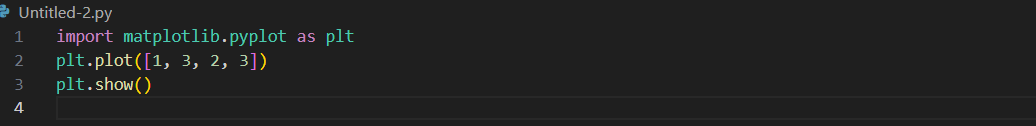 Untitled-2.py
1 import matplotlib.pyplot as plt
2 plt.plot([1, 3, 2, 3])
3 plt.show()
4